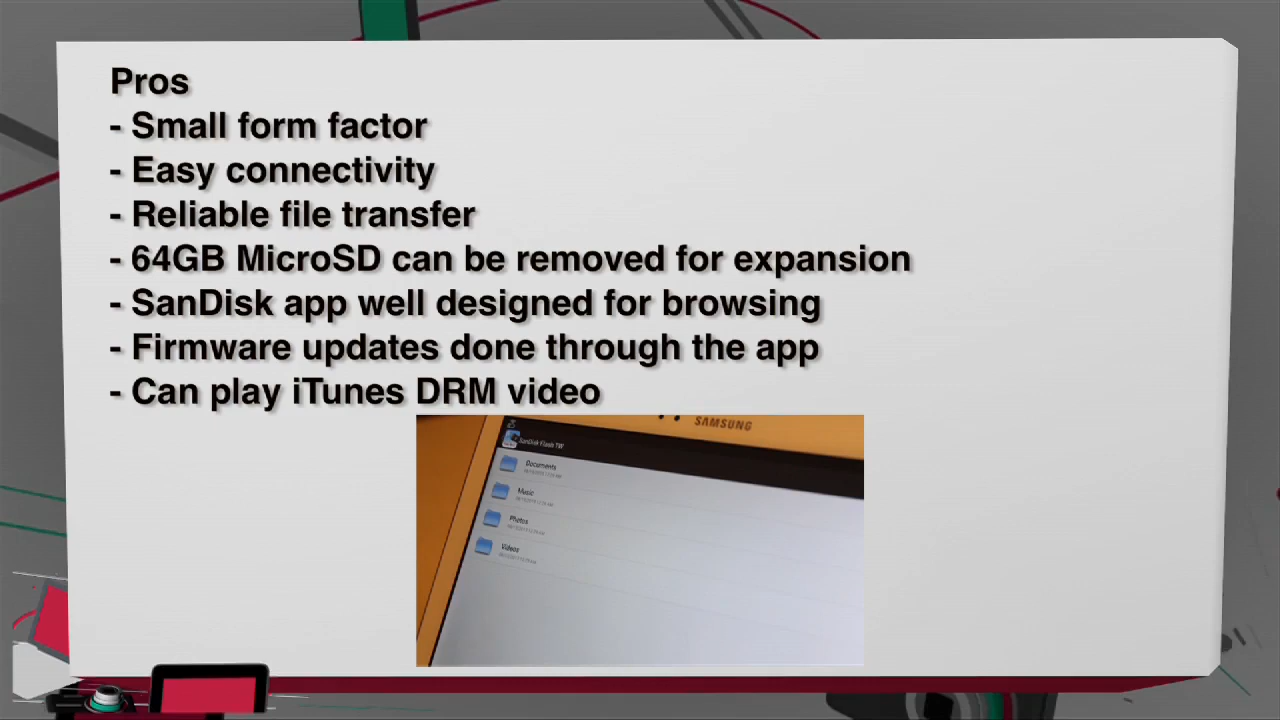 Pros
- Small form factor
- Easy connectivity
- Reliable file transfer
- 64GB MicroSD can be removed for expansion
- SanDisk app well designed for browsing
- Firmware updates done through the app
- Can play iTunes DRM video
SAMSUNG
SanDisk Flash TW
Documents
Music
Photos
Videos